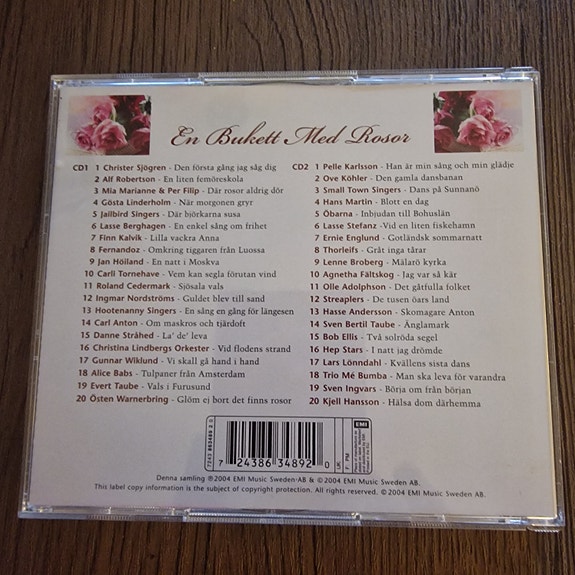 En Bukett Med Rosor
CD1 1 Christer Sjögren - Den första gång jag såg dig
2 Alf Robertson - En liten femöreskola
3 Mia Marianne & Per Filip - Där rosor aldrig dör
4 Gösta Linderholm - När morgonen gryr
5 Jailbird Singers - Där björkarna susa
6 Lasse Berghagen - En enkel sång om frihet
7 Finn Kalvik - Lilla vackra Anna
8 Fernandoz - Omkring tiggaren från Luossa
9 Jan Höiland - En natt i Moskva
10 Carli Tornehave - Vem kan segla förutan vind
11 Roland Cedermark - Sjösala vals
12 Ingmar Nordströms - Guldet blev till sand
13 Hootenanny Singers - En sång en gång för längesen
14 Carl Anton - Om maskros och tjärdoft
15 Danne Stråhed - La' de' leva
16 Christina Lindbergs Orkester - Vid flodens strand
17 Gunnar Wiklund - Vi skall gå hand i hand
18 Alice Babs - Tulpaner från Amsterdam
19 Evert Taube - Vals i Furusund
20 Östen Warnerbring - Glöm ej bort det finns rosor
CD2 1 Pelle Karlsson - Han är min sång och min glädje
2 Ove Köhler - Den gamla dansbanan
3 Small Town Singers - Dans på Sunnanö
4 Hans Martin - Blott en dag
5 Öbarna - Inbjudan till Bohuslän
6 Lasse Stefanz - Vid en liten fiskehamn
7 Ernie Englund - Gotländsk sommarnatt
8 Thorleifs - Gråt inga tårar
9 Lenne Broberg - Mälarö kyrka
10 Agnetha Fältskog - Jag var så kär
11 Olle Adolphson - Det gåtfulla folket
12 Streaplers - De tusen öars land
13 Hasse Andersson - Skomagare Anton
14 Sven Bertil Taube - Änglamark
15 Bob Ellis - Två solröda segel
16 Hep Stars - I natt jag drömde
17 Lars Lönndahl - Kvällens sista dans
18 Trio Mé Bumba - Man ska leva för varandra
19 Sven Ingvars - Börja om från början
20 Kjell Hansson - Hälsa dom därhemma
7243 8634892 0
7 24386 34892 0
UK
F: PM
EMI
Denna samling ℗ 2004 EMI Music Sweden AB & © 2004 EMI Music Sweden AB.
This label copy information is the subject of copyright protection. All rights reserved. © 2004 EMI Music Sweden AB.